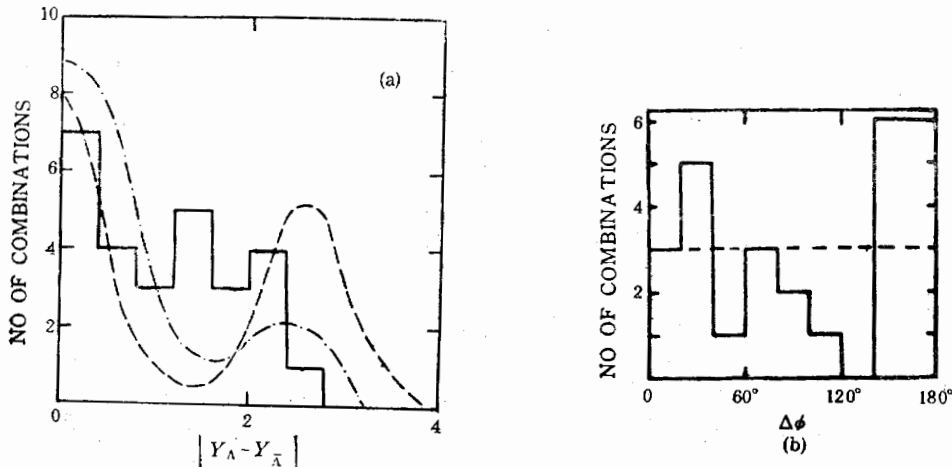 10
8
6
4
2
0
2
4
NO OF COMBINATIONS
(a)
| Y_Λ - Y_Λ̄ |
6
4
2
0
60°
120°
180°
NO OF COMBINATIONS
Δφ
(b)